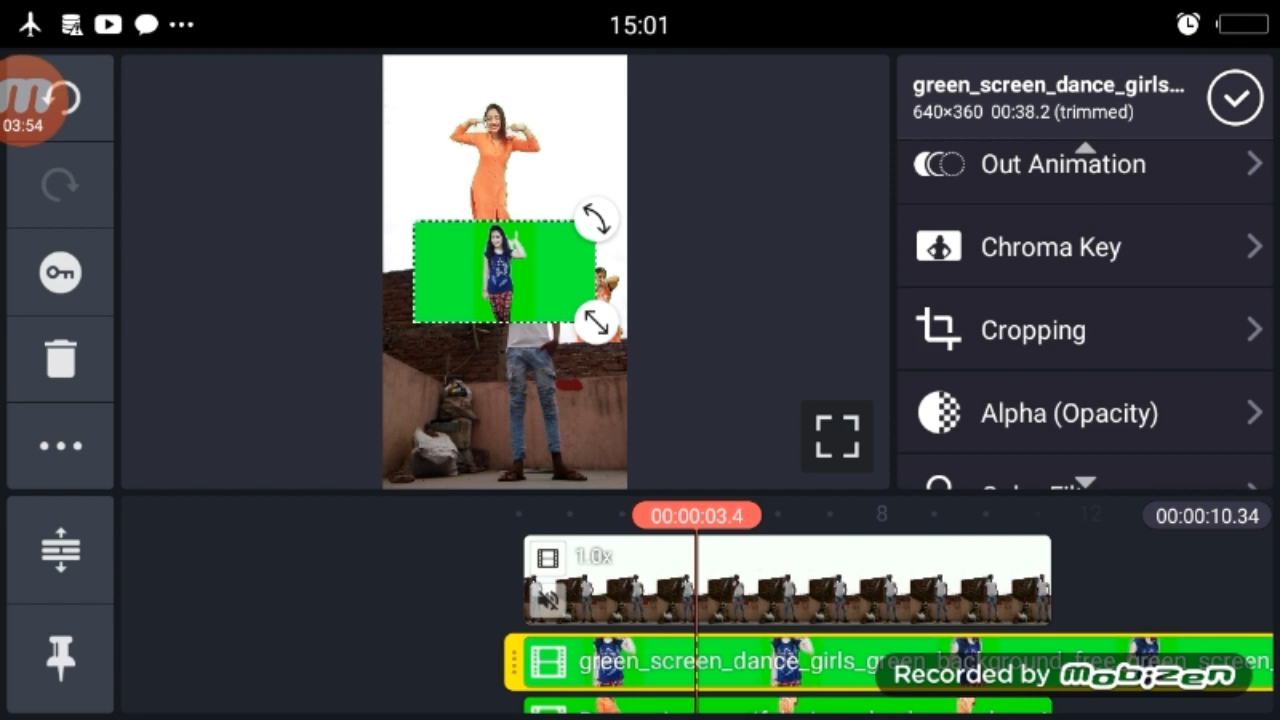 15:01
m
03:54
green_screen_dance_girls...
640×360 00:38.2 (trimmed)
Out Animation
Chroma Key
Cropping
Alpha (Opacity)
00:00:03.4
8
12
00:00:10.34
1.0x
green_screen_dance_girls_green_background_free_green_screen_
Recorded by mobizen